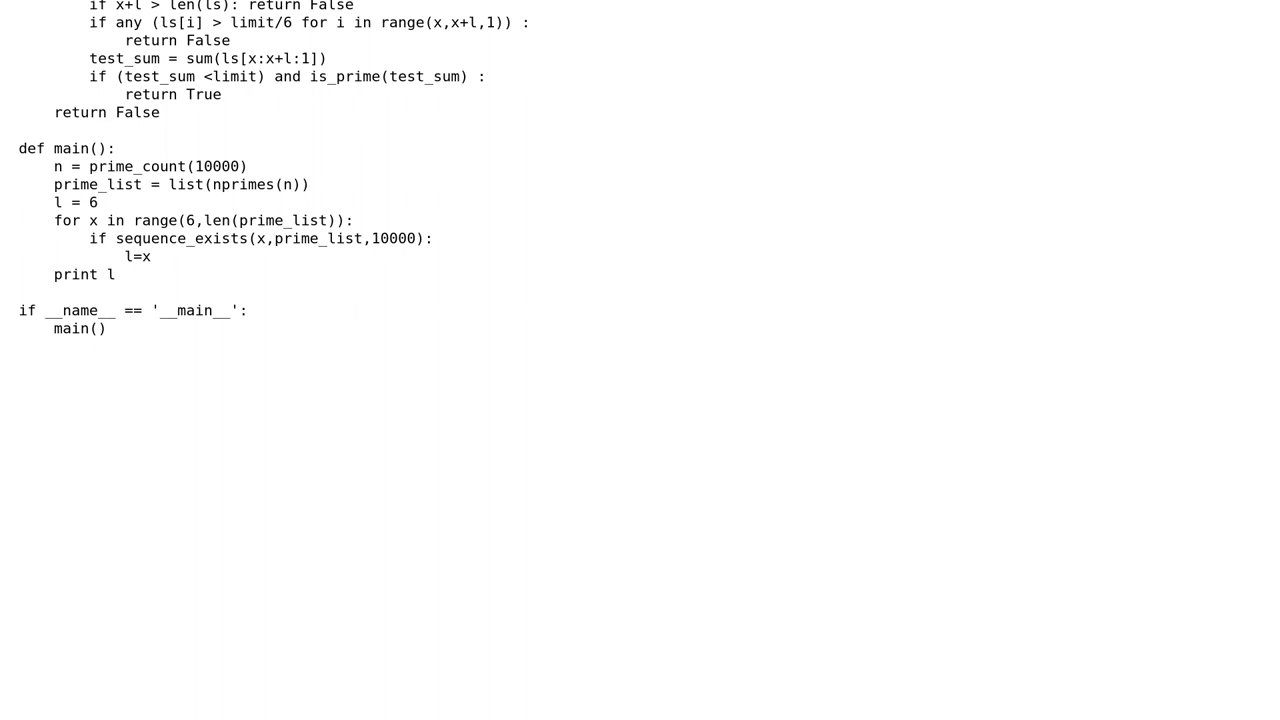 if x+l > len(ls): return False
if any (ls[i] > limit/6 for i in range(x,x+l,1)) :
return False
test_sum = sum(ls[x:x+l:1])
if (test_sum <limit) and is_prime(test_sum) :
return True
return False
def main():
n = prime_count(10000)
prime_list = list(nprimes(n))
l = 6
for x in range(6,len(prime_list)):
if sequence_exists(x,prime_list,10000):
l=x
print l
if __name__ == '__main__':
main()